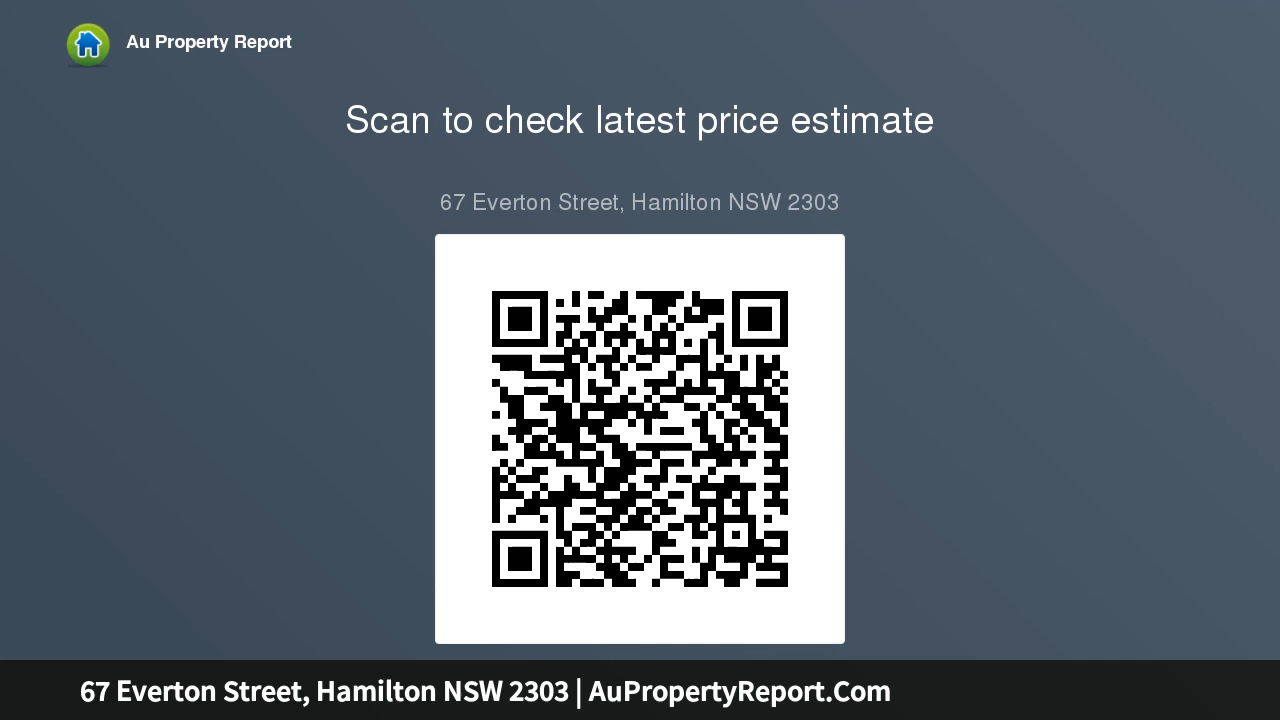 Au Property Report
Scan to check latest price estimate
67 Everton Street, Hamilton NSW 2303
67 Everton Street, Hamilton NSW 2303 | AuPropertyReport.Com